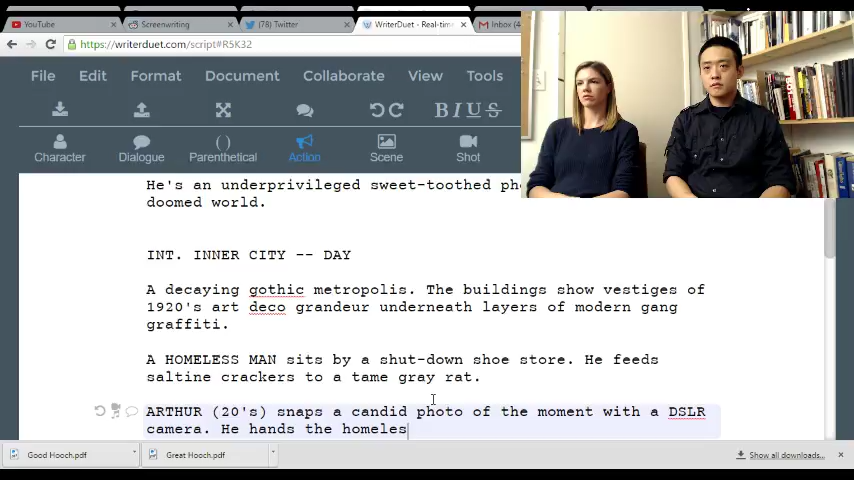 YouTube
Screenwriting
(78) Twitter
WriterDuet - Real-time
Inbox (4
https://writerduet.com/script#R5K32
File Edit Format Document Collaborate View Tools
B I U S
Character Dialogue Parenthetical Action Scene Shot
He's an underprivileged sweet-toothed
doomed world.
INT. INNER CITY -- DAY
A decaying gothic metropolis. The buildings show vestiges of
1920's art deco grandeur underneath layers of modern gang
graffiti.
A HOMELESS MAN sits by a shut-down shoe store. He feeds
saltine crackers to a tame gray rat.
ARTHUR (20's) snaps a candid photo of the moment with a DSLR
camera. He hands the homeles
Good Hooch.pdf
Great Hooch.pdf
Show all downloads...